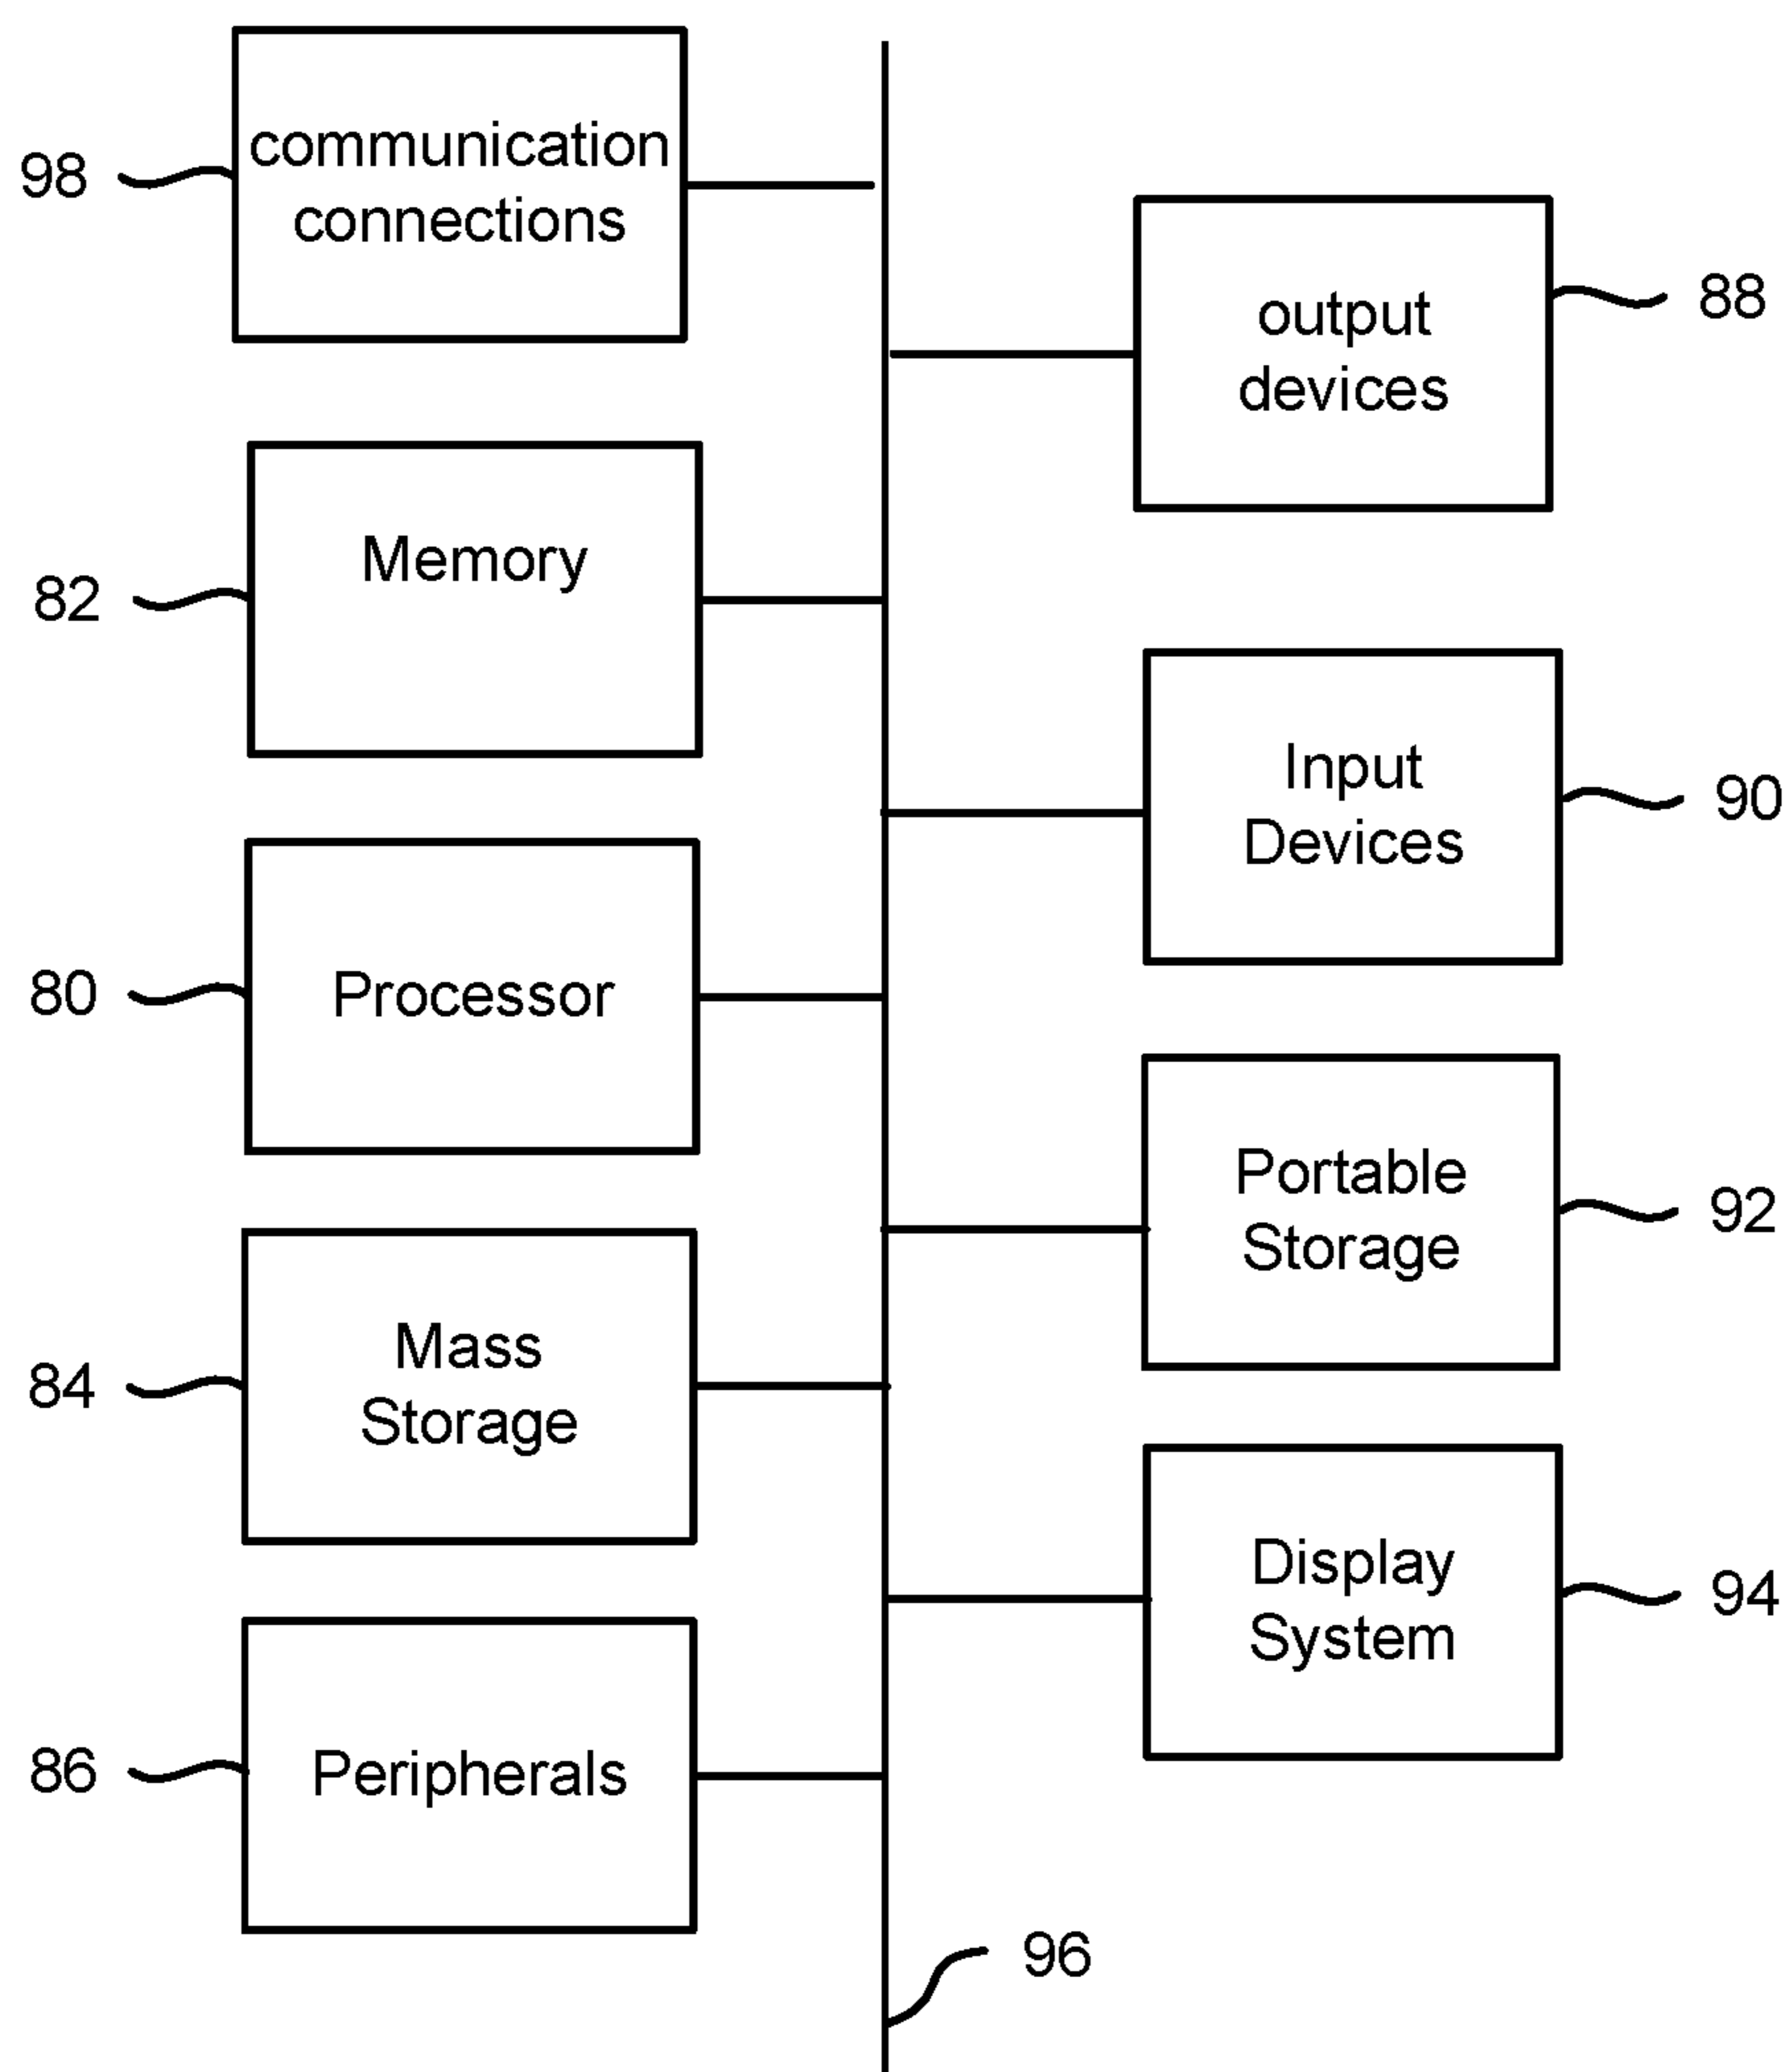 98
communication
connections
output
devices
88
82
Memory
Input
Devices
90
80
Processor
Portable
Storage
92
84
Mass
Storage
Display
System
94
86
Peripherals
96